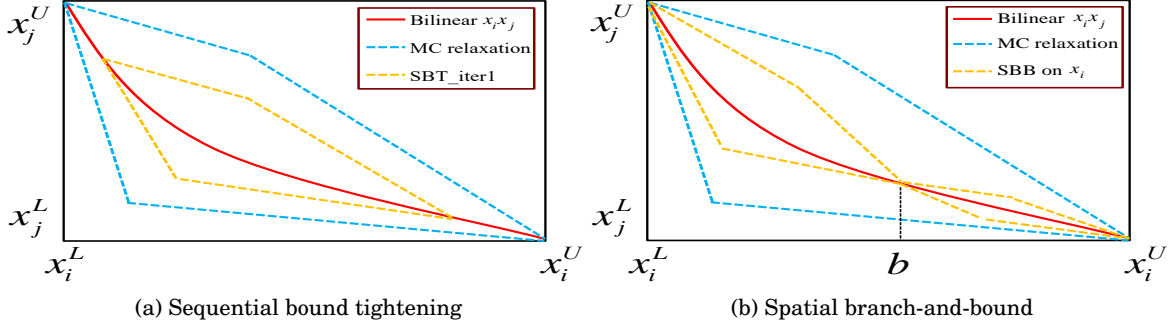 x_j^U
Bilinear x_i x_j
MC relaxation
SBT_iter1
x_j^L
x_i^L
x_i^U
(a) Sequential bound tightening
x_j^U
Bilinear x_i x_j
MC relaxation
SBB on x_i
x_j^L
x_i^L
b
x_i^U
(b) Spatial branch-and-bound